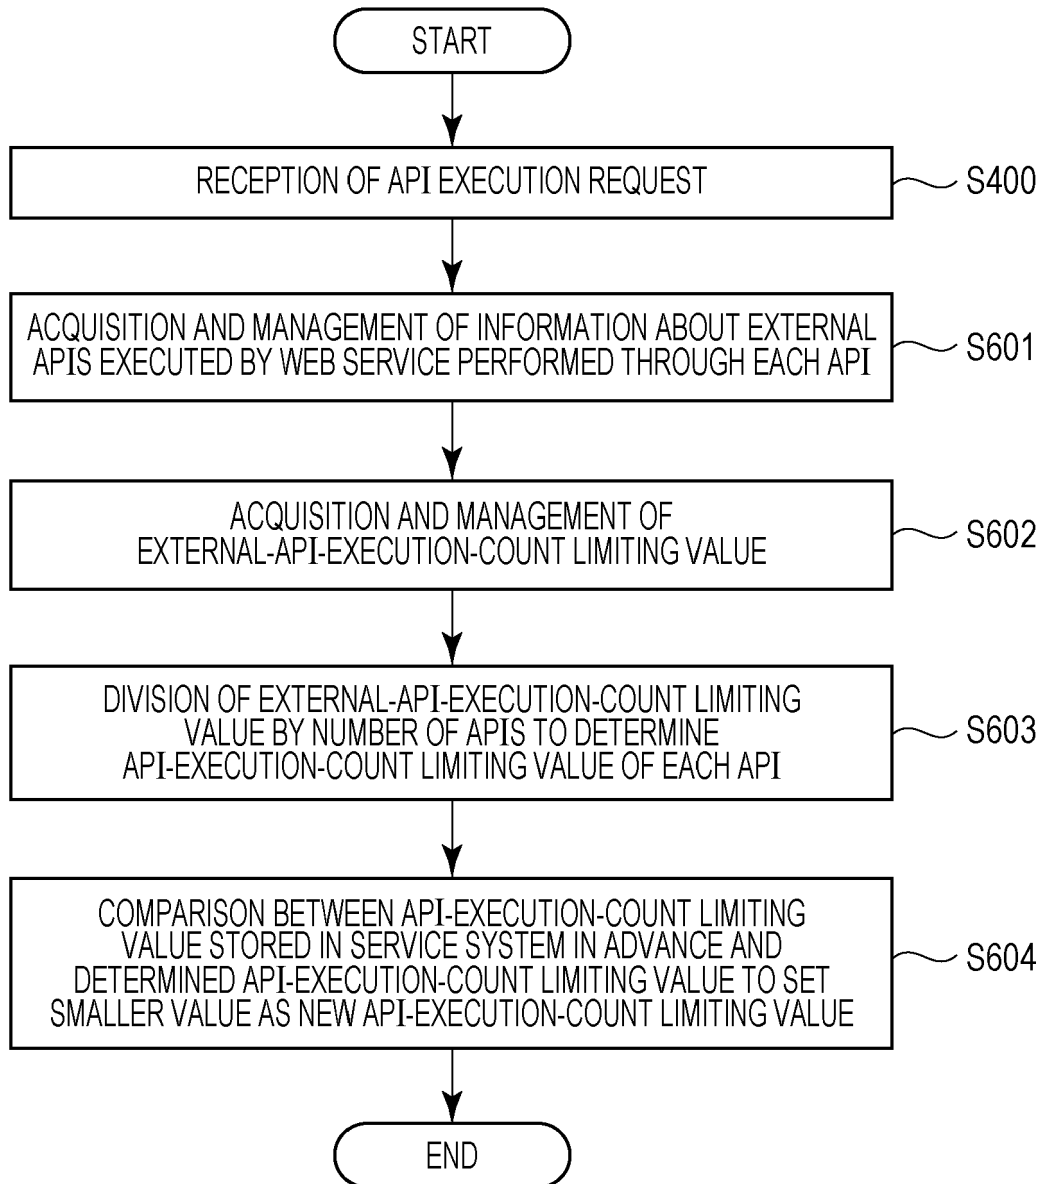 START
RECEPTION OF API EXECUTION REQUEST
S400
ACQUISITION AND MANAGEMENT OF INFORMATION ABOUT EXTERNAL
APIS EXECUTED BY WEB SERVICE PERFORMED THROUGH EACH API
S601
ACQUISITION AND MANAGEMENT OF
EXTERNAL-API-EXECUTION-COUNT LIMITING VALUE
S602
DIVISION OF EXTERNAL-API-EXECUTION-COUNT LIMITING
VALUE BY NUMBER OF APIS TO DETERMINE
API-EXECUTION-COUNT LIMITING VALUE OF EACH API
S603
COMPARISON BETWEEN API-EXECUTION-COUNT LIMITING
VALUE STORED IN SERVICE SYSTEM IN ADVANCE AND
DETERMINED API-EXECUTION-COUNT LIMITING VALUE TO SET
SMALLER VALUE AS NEW API-EXECUTION-COUNT LIMITING VALUE
S604
END